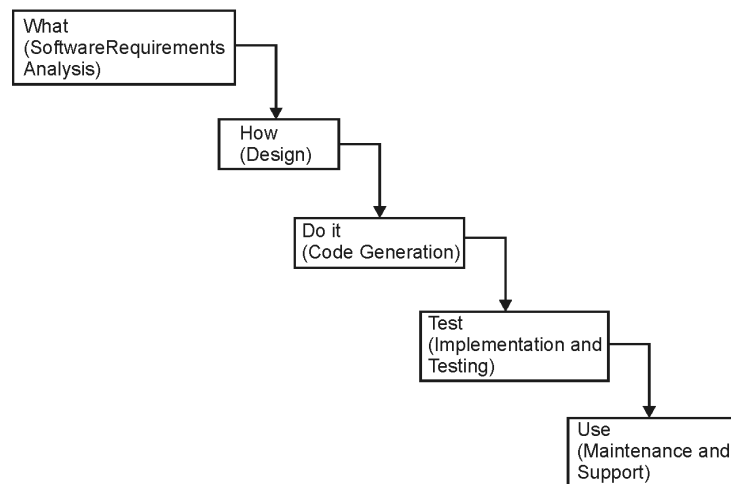 What
(SoftwareRequirements
Analysis)
How
(Design)
Do it
(Code Generation)
Test
(Implementation and
Testing)
Use
(Maintenance and
Support)